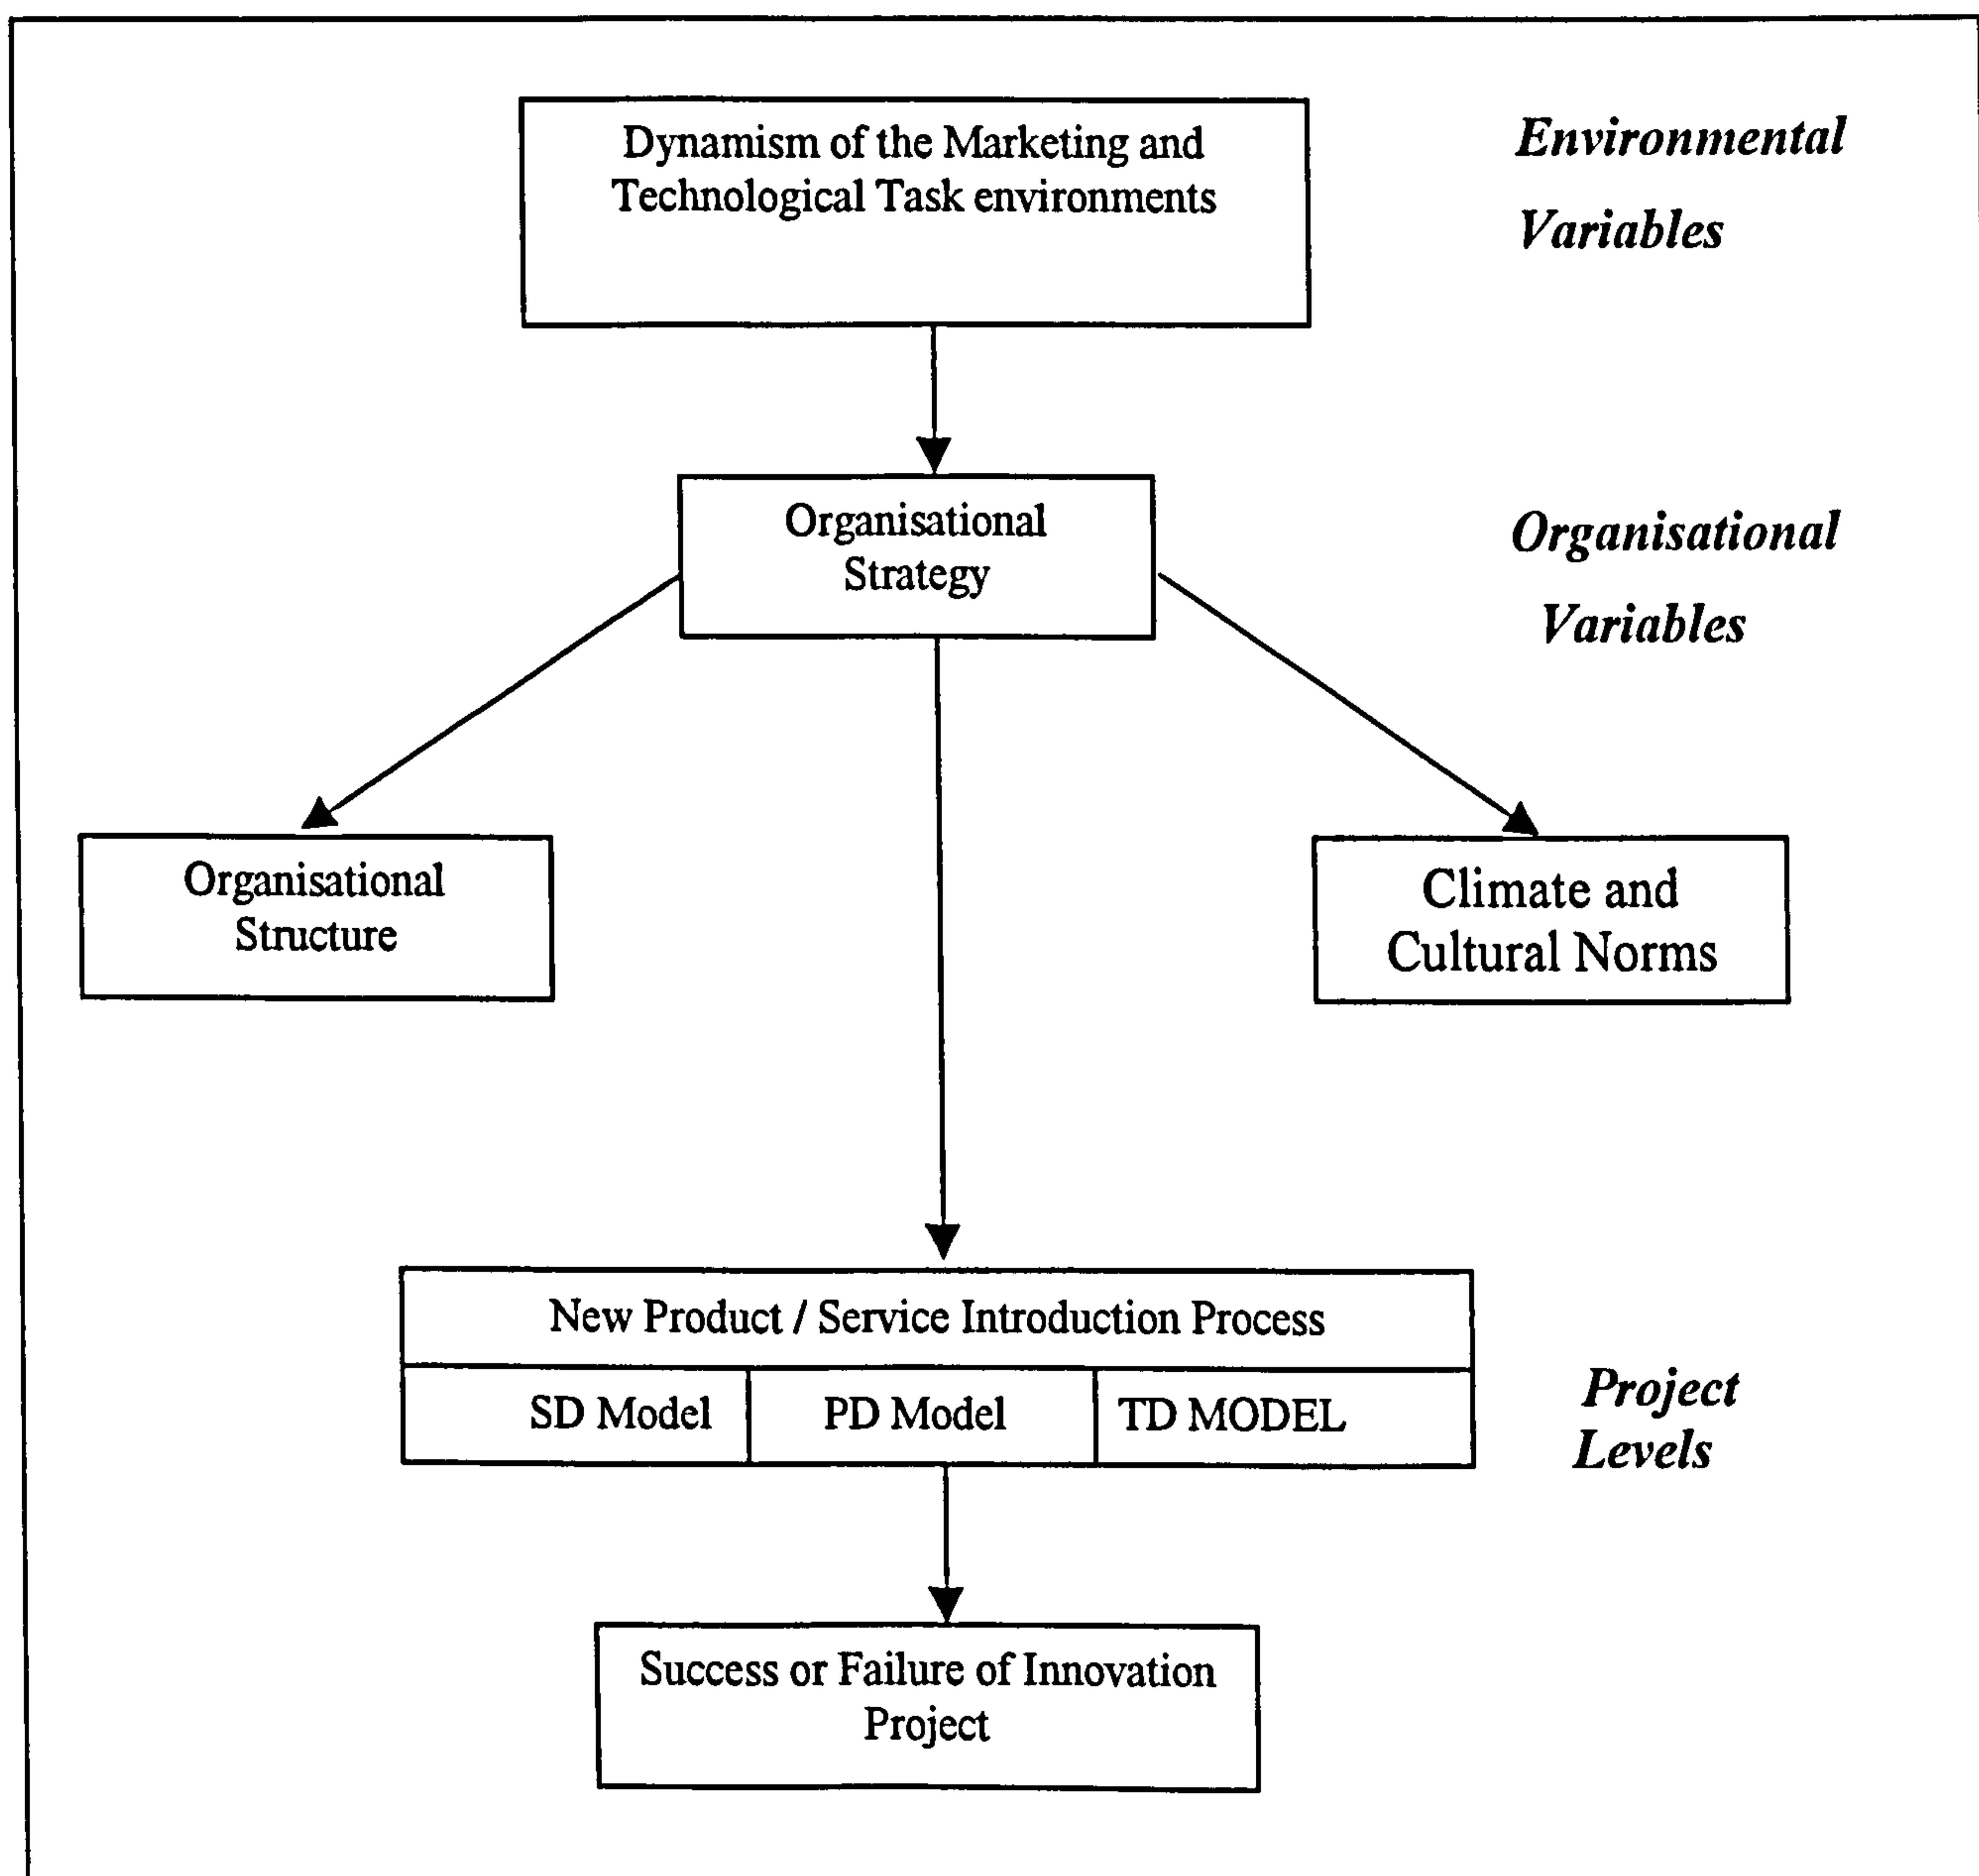 Dynamism of the Marketing and
Technological Task environments
Environmental
Variables
Organisational
Strategy
Organisational
Variables
Organisational
Structure
Climate and
Cultural Norms
New Product / Service Introduction Process
SD Model
PD Model
TD MODEL
Project
Levels
Success or Failure of Innovation
Project